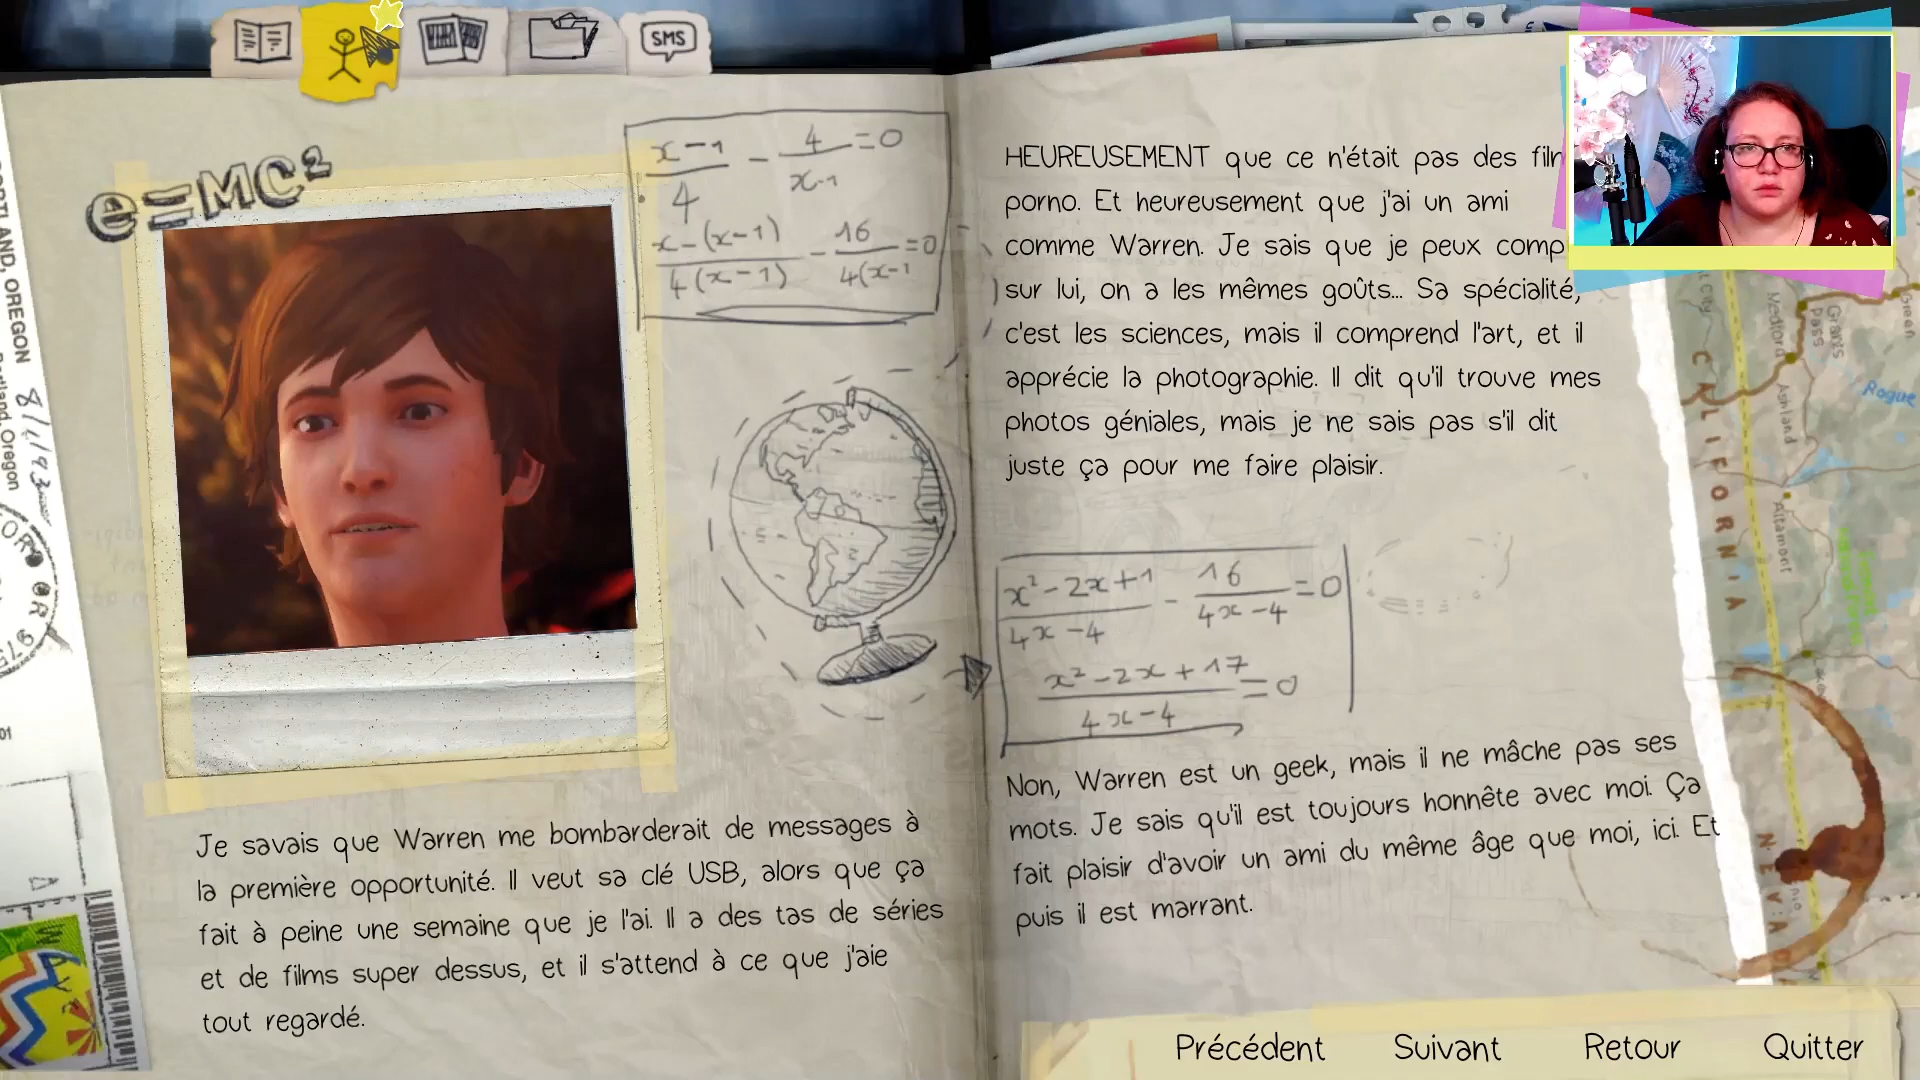 SMS
PORTLAND, OREGON
Portland, Oregon
e=MC²
x-1/4 - 4/x-1 =0
x-(x-1)/4(x-1) - 16/4(x-1 =0
Je savais que Warren me bombarderait de messages à
la première opportunité. Il veut sa clé USB, alors que ça
fait à peine une semaine que je l'ai. Il a des tas de séries
et de films super dessus, et il s'attend à ce que j'aie
tout regardé.
HEUREUSEMENT que ce n'était pas des
porno. Et heureusement que j'ai un ami
comme Warren. Je sais que je peux
sur lui, on a les mêmes goûts... Sa spécialité,
c'est les sciences, mais il comprend l'art, et il
apprécie la photographie. Il dit qu'il trouve mes
photos géniales, mais je ne sais pas s'il dit
juste ça pour me faire plaisir.
x²-2x+1/4x-4 - 16/4x-4 =0
x²-2x+17/4x-4 =0
Non, Warren est un geek, mais il ne mâche pas ses
mots. Je sais qu'il est toujours honnête avec moi. Ça
fait plaisir d'avoir un ami du même âge que moi, ici. Et
puis il est marrant.
Medford
Grants
Pass
Green
Rogue
Ashland
Altamont
CALIFORNIA
NEVAD
Précédent
Suivant
Retour
Quitter